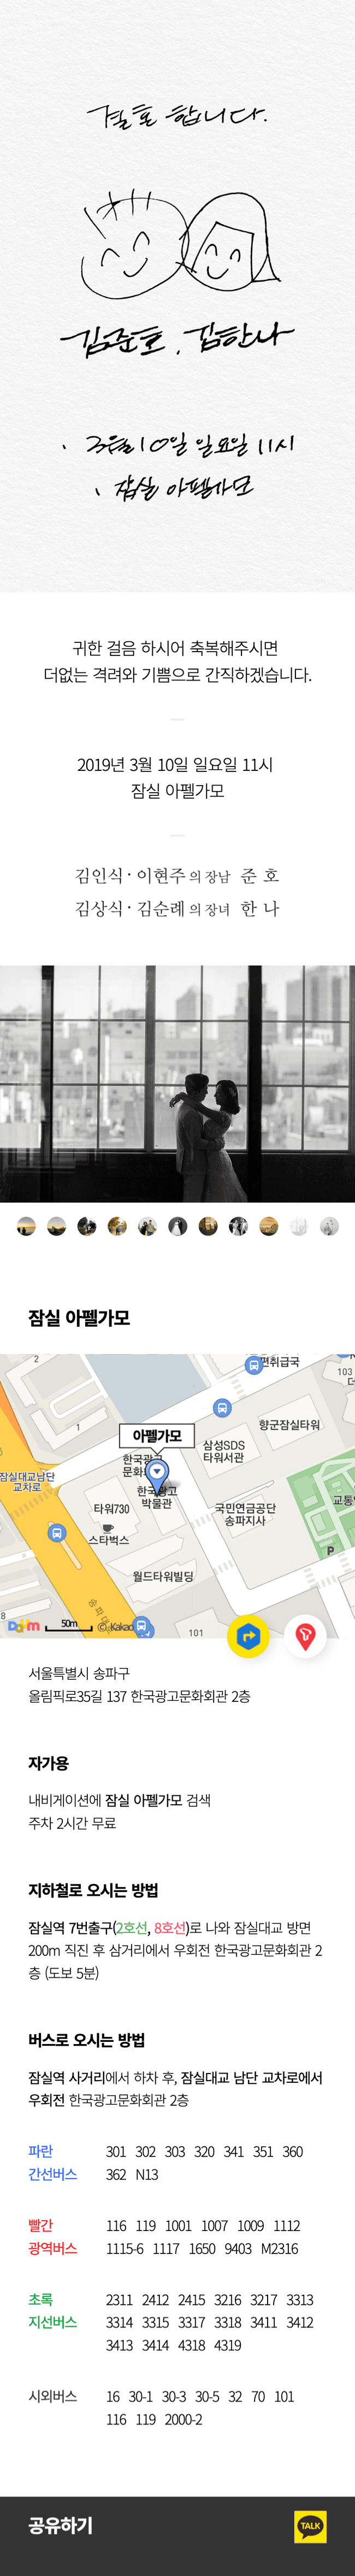 결혼 합니다.
김준호, 김한나
· 3월 10일 일요일 11시
· 잠실 아펠가모
귀한 걸음 하시어 축복해주시면
더없는 격려와 기쁨으로 간직하겠습니다.
2019년 3월 10일 일요일 11시
잠실 아펠가모
김인식 · 이현주 의 장남 준 호
김상식 · 김순례 의 장녀 한 나
잠실 아펠가모
2
편취급국
103
더
1
아펠가모
향군잠실타워
삼성SDS
타워서관
한국광고
문화
잠실대교남단
교차로
한국광고
박물관
타워730
국민연금공단
송파지사
교통
스타벅스
P
월드타워빌딩
8
Daum
50m
송파대로
© Kakao
101
서울특별시 송파구
올림픽로35길 137 한국광고문화회관 2층
자가용
내비게이션에 잠실 아펠가모 검색
주차 2시간 무료
지하철로 오시는 방법
잠실역 7번출구(2호선, 8호선)로 나와 잠실대교 방면
200m 직진 후 삼거리에서 우회전 한국광고문화회관 2
층 (도보 5분)
버스로 오시는 방법
잠실역 사거리에서 하차 후, 잠실대교 남단 교차로에서
우회전 한국광고문화회관 2층
파란 301 302 303 320 341 351 360
간선버스 362 N13
빨간 116 119 1001 1007 1009 1112
광역버스 1115-6 1117 1650 9403 M2316
초록 2311 2412 2415 3216 3217 3313
지선버스 3314 3315 3317 3318 3411 3412
3413 3414 4318 4319
시외버스 16 30-1 30-3 30-5 32 70 101
116 119 2000-2
공유하기
TALK